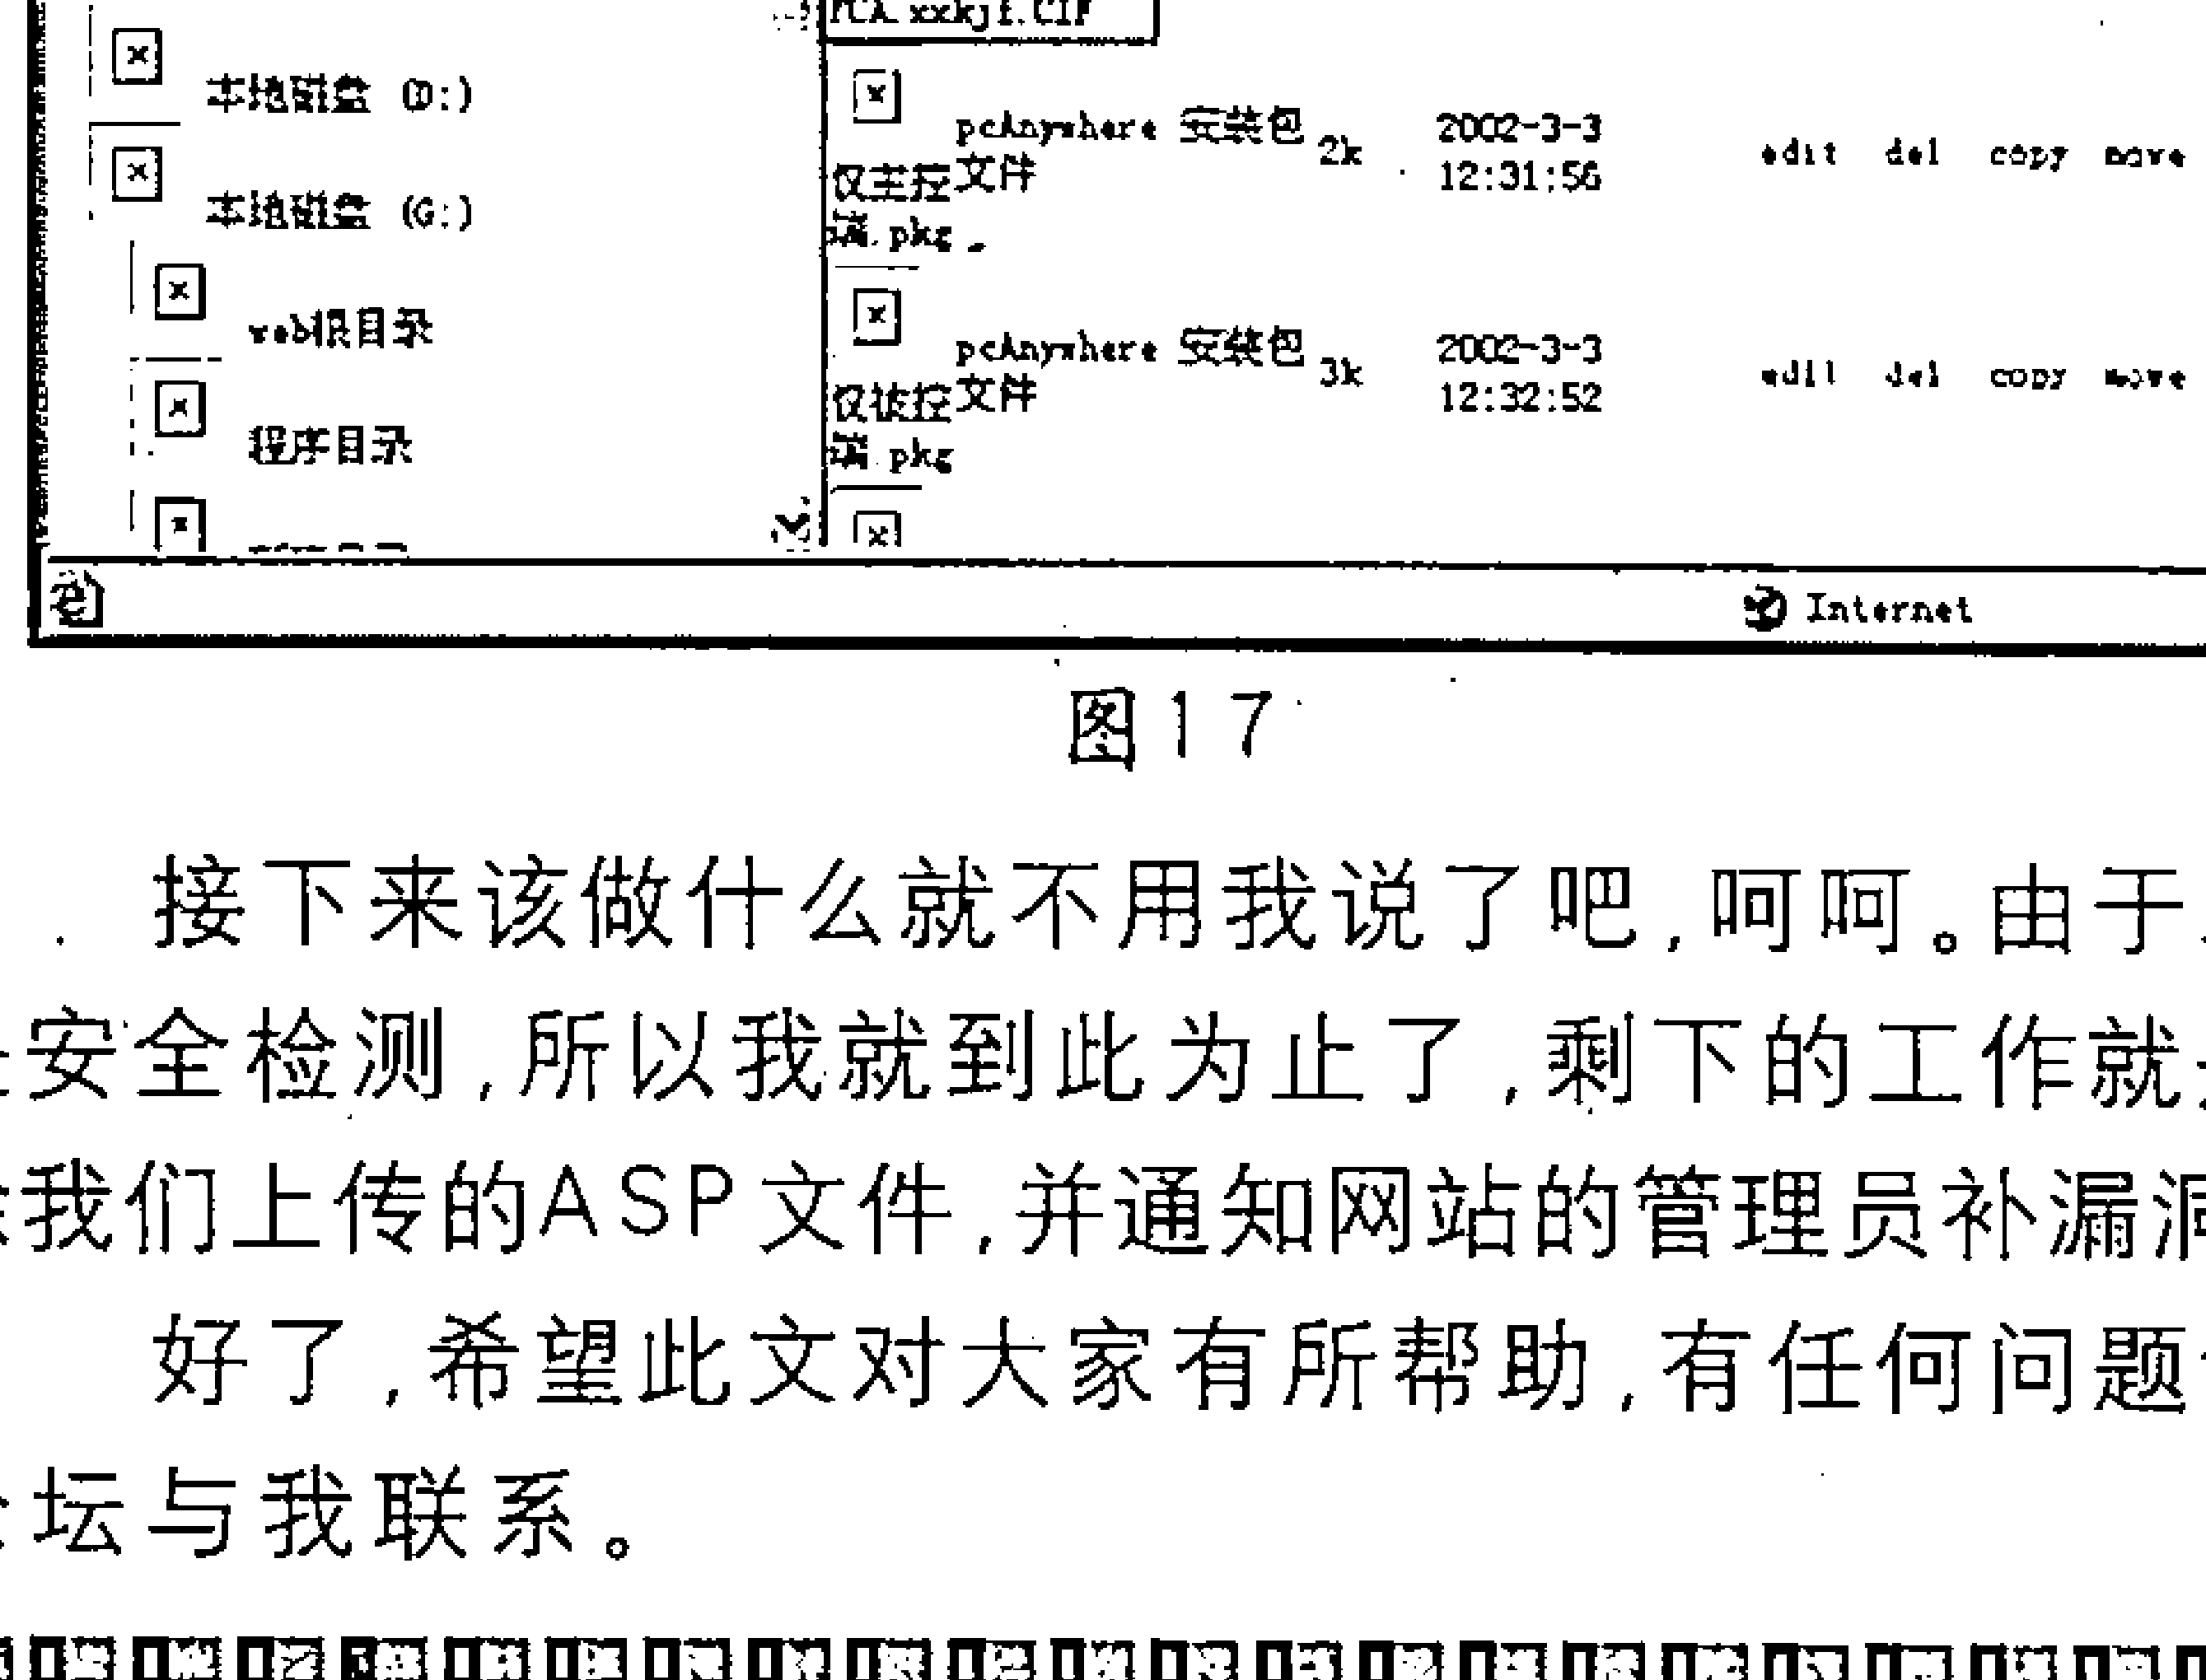 PCA.xxkjf.CIF
本地磁盘 (D:)
pcAnywhere 安装包 2k 2002-3-3 edit del copy move
文件 12:31:56
仅主控
端.pkg
本地磁盘 (G:)
web根目录
pcAnywhere 安装包 3k 2002-3-3 edit del copy move
文件 12:32:52
仅被控
端.pkg
程序目录
Internet
图17
接下来该做什么就不用我说了吧,呵呵。由于
安全检测,所以我就到此为止了,剩下的工作就
我们上传的ASP文件,并通知网站的管理员补漏洞
好了,希望此文对大家有所帮助,有任何问题
坛与我联系。